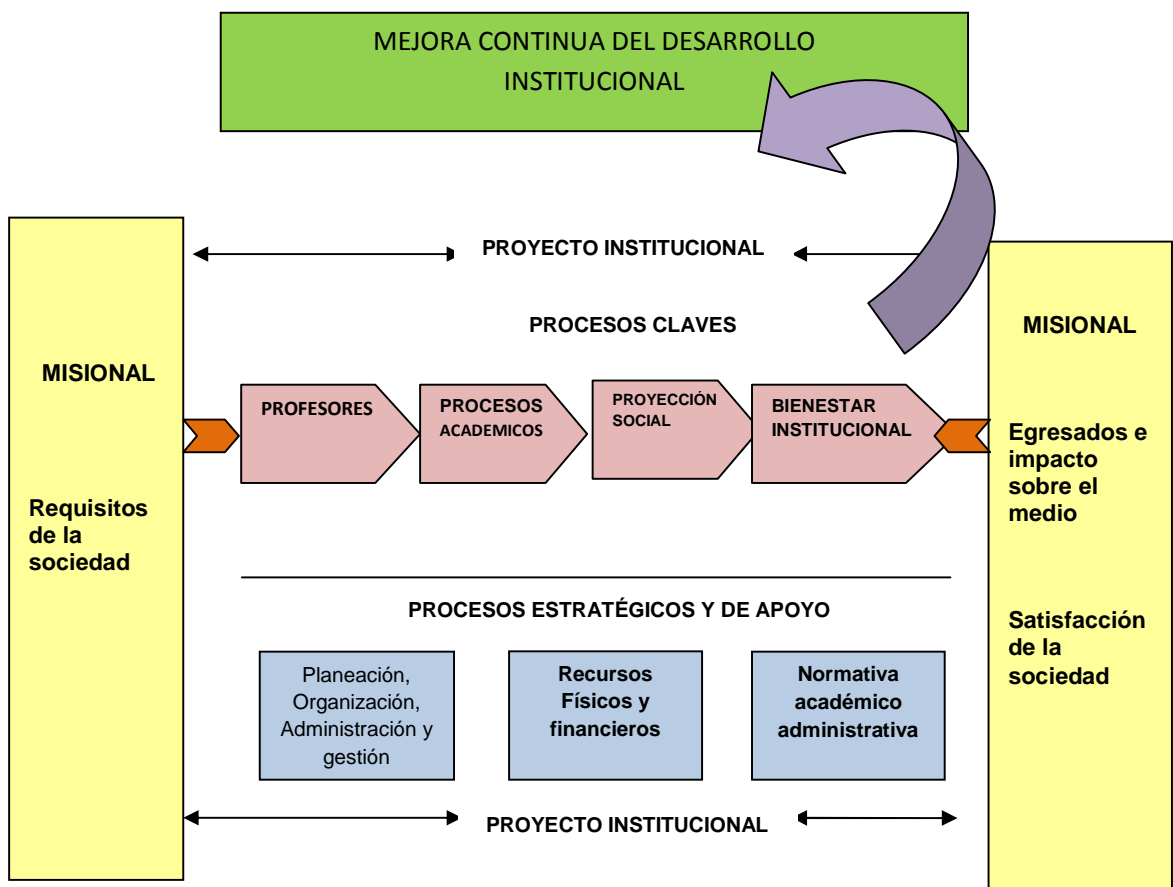 MEJORA CONTINUA DEL DESARROLLO
INSTITUCIONAL
PROYECTO INSTITUCIONAL
PROCESOS CLAVES
MISIONAL
Requisitos
de la
sociedad
PROFESORES
PROCESOS
ACADEMICOS
PROYECCIÓN
SOCIAL
BIENESTAR
INSTITUCIONAL
MISIONAL
Egresados e
impacto
sobre el
medio
Satisfacción
de la
sociedad
PROCESOS ESTRATÉGICOS Y DE APOYO
Planeación,
Organización,
Administración y
gestión
Recursos
Físicos y
financieros
Normativa
académico
administrativa
PROYECTO INSTITUCIONAL